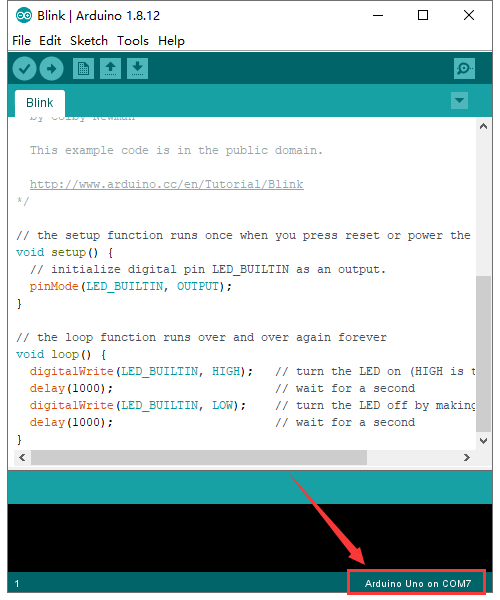 Blink | Arduino 1.8.12
File Edit Sketch Tools Help
Blink
by Colby Newman
This example code is in the public domain.
http://www.arduino.cc/en/Tutorial/Blink
*/
// the setup function runs once when you press reset or power the
void setup() {
// initialize digital pin LED_BUILTIN as an output.
pinMode(LED_BUILTIN, OUTPUT);
}
// the loop function runs over and over again forever
void loop() {
digitalWrite(LED_BUILTIN, HIGH); // turn the LED on (HIGH is t
delay(1000); // wait for a second
digitalWrite(LED_BUILTIN, LOW); // turn the LED off by making
delay(1000); // wait for a second
}
1 Arduino Uno on COM7